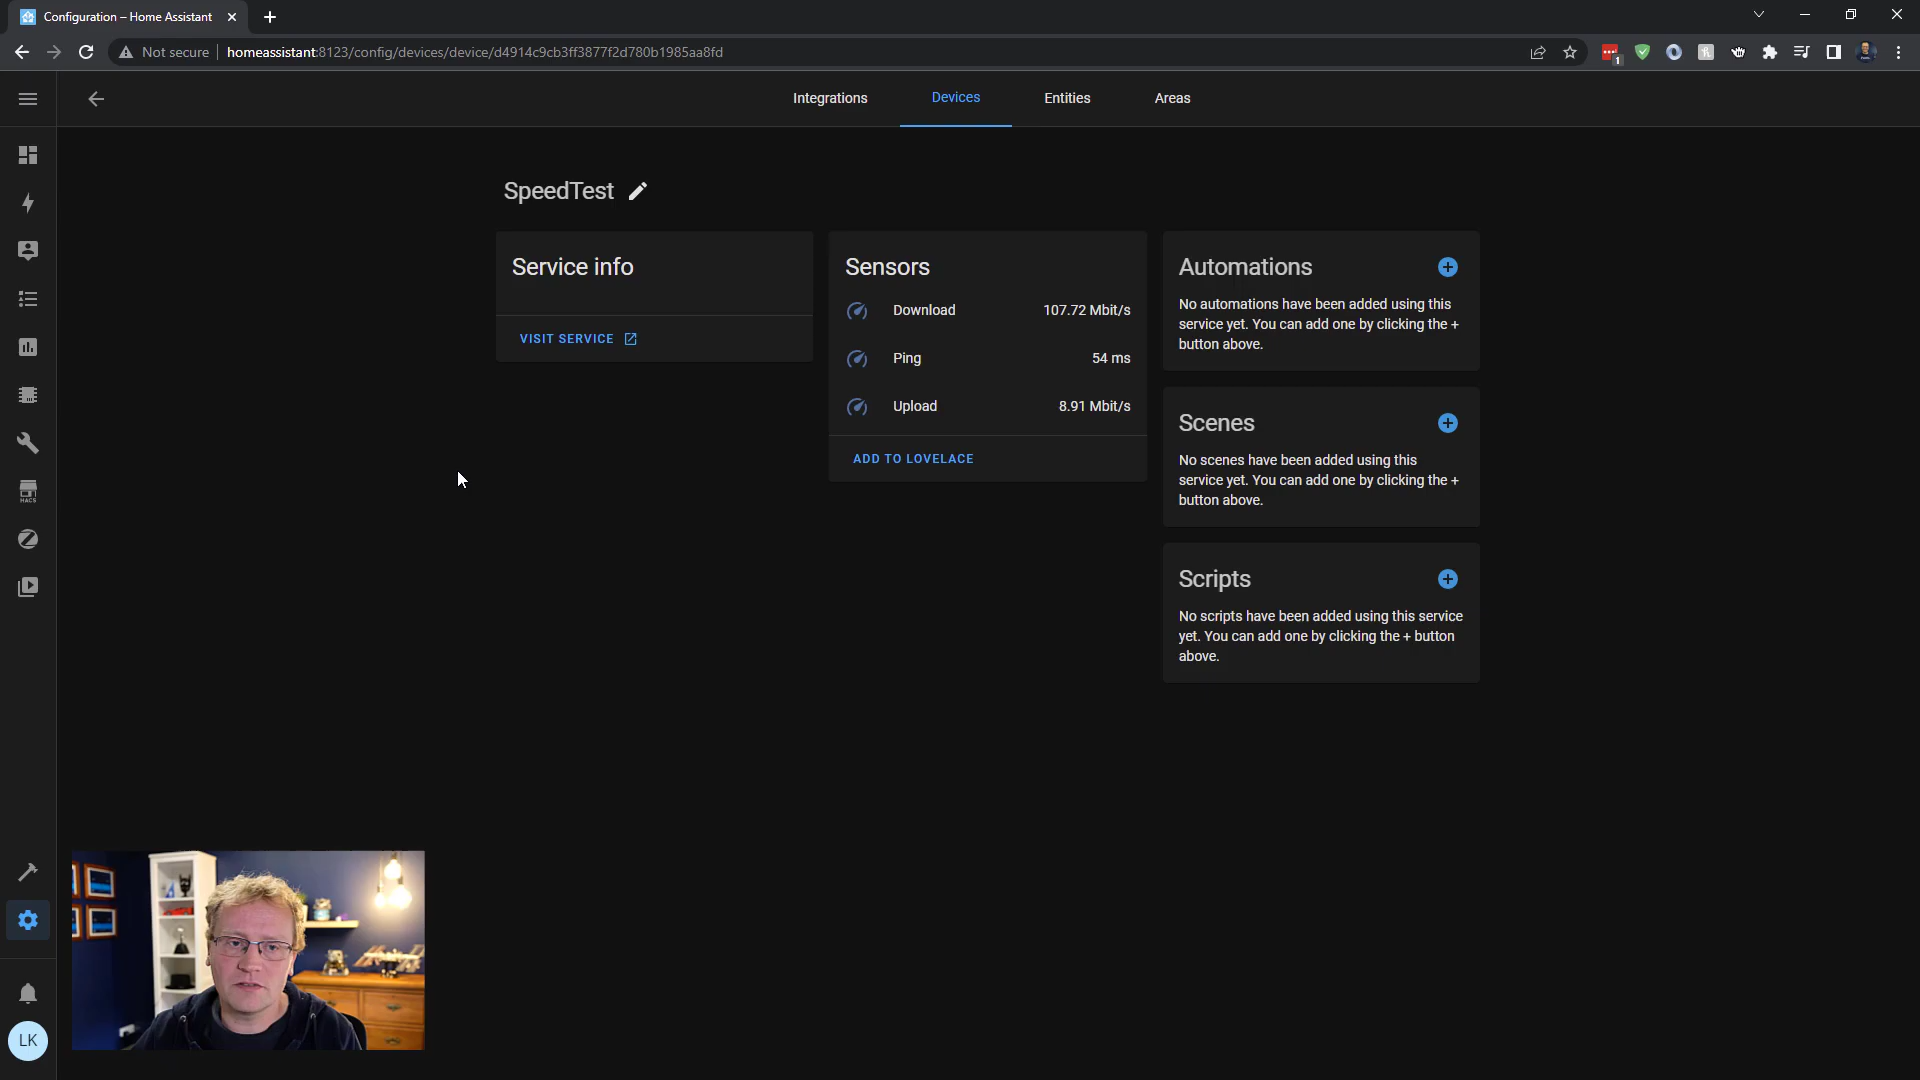 Configuration – Home Assistant
Not secure
homeassistant:8123/config/devices/device/d4914c9cb3ff3877f2d780b1985aa8fd
1
Integrations
Devices
Entities
Areas
SpeedTest
Service info
VISIT SERVICE
Sensors
Download 107.72 Mbit/s
Ping 54 ms
Upload 8.91 Mbit/s
ADD TO LOVELACE
Automations
No automations have been added using this
service yet. You can add one by clicking the +
button above.
Scenes
No scenes have been added using this
service yet. You can add one by clicking the +
button above.
Scripts
No scripts have been added using this service
yet. You can add one by clicking the + button
above.
HACS
LK